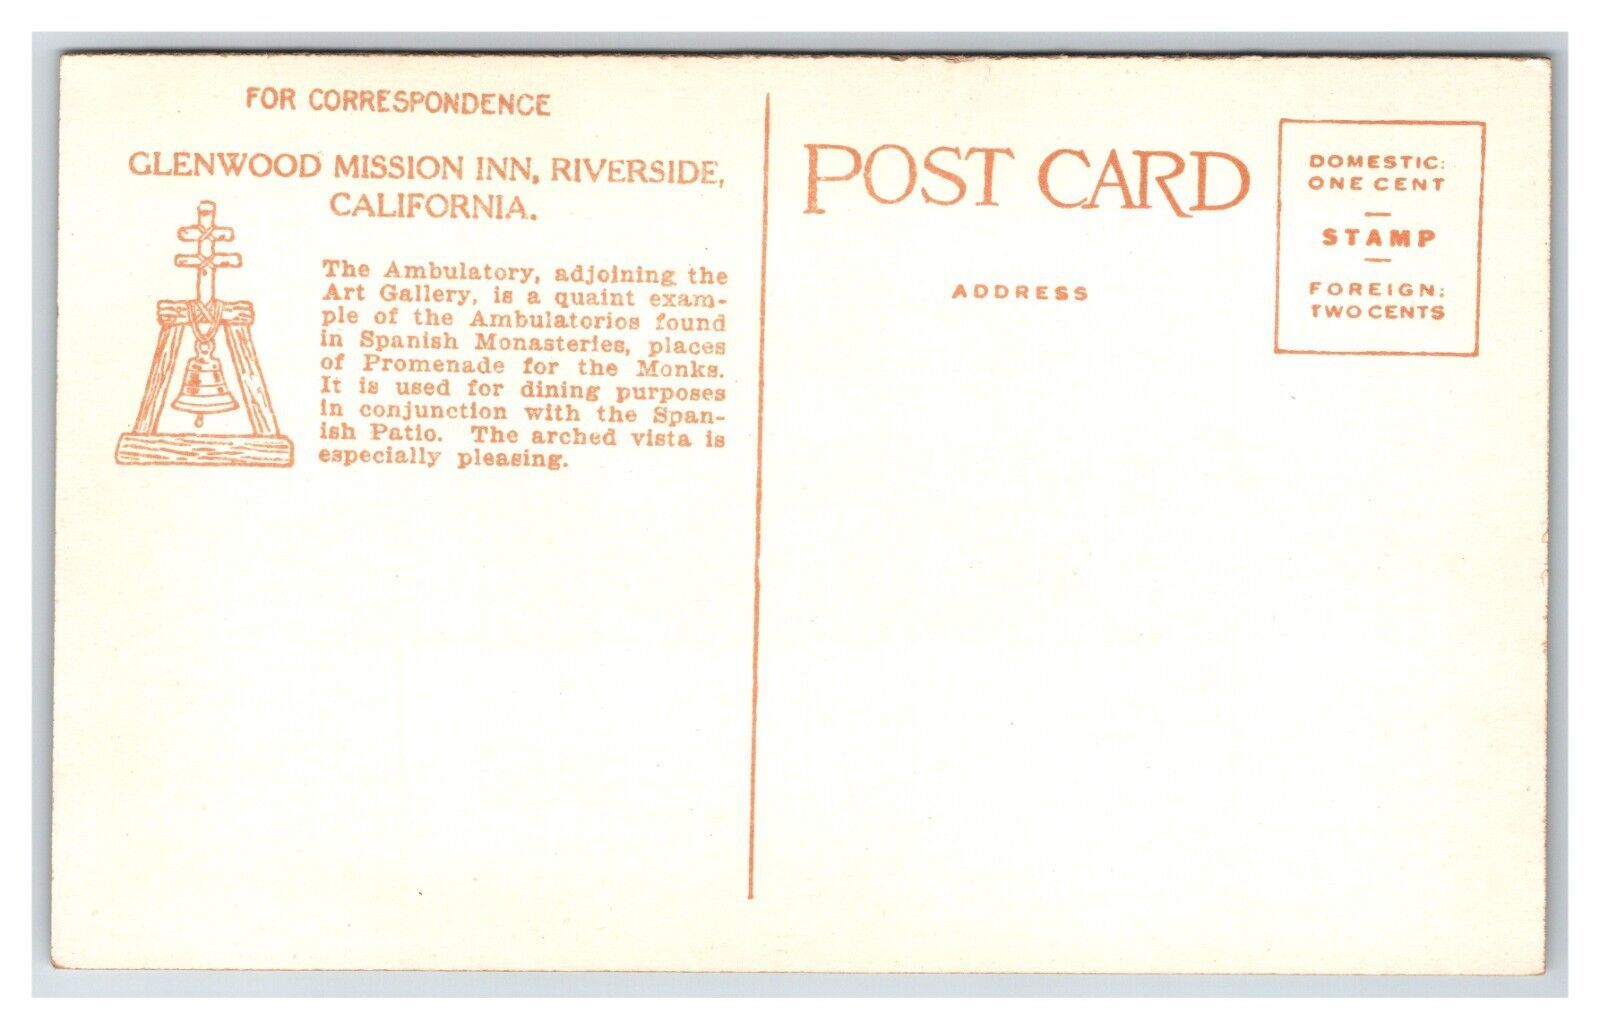 FOR CORRESPONDENCE
GLENWOOD MISSION INN, RIVERSIDE,
CALIFORNIA.
The Ambulatory, adjoining the
Art Gallery, is a quaint exam-
ple of the Ambulatorios found
in Spanish Monasteries, places
of Promenade for the Monks.
It is used for dining purposes
in conjunction with the Span-
ish Patio. The arched vista is
especially pleasing.
POST CARD
ADDRESS
DOMESTIC:
ONE CENT
STAMP
FOREIGN:
TWO CENTS